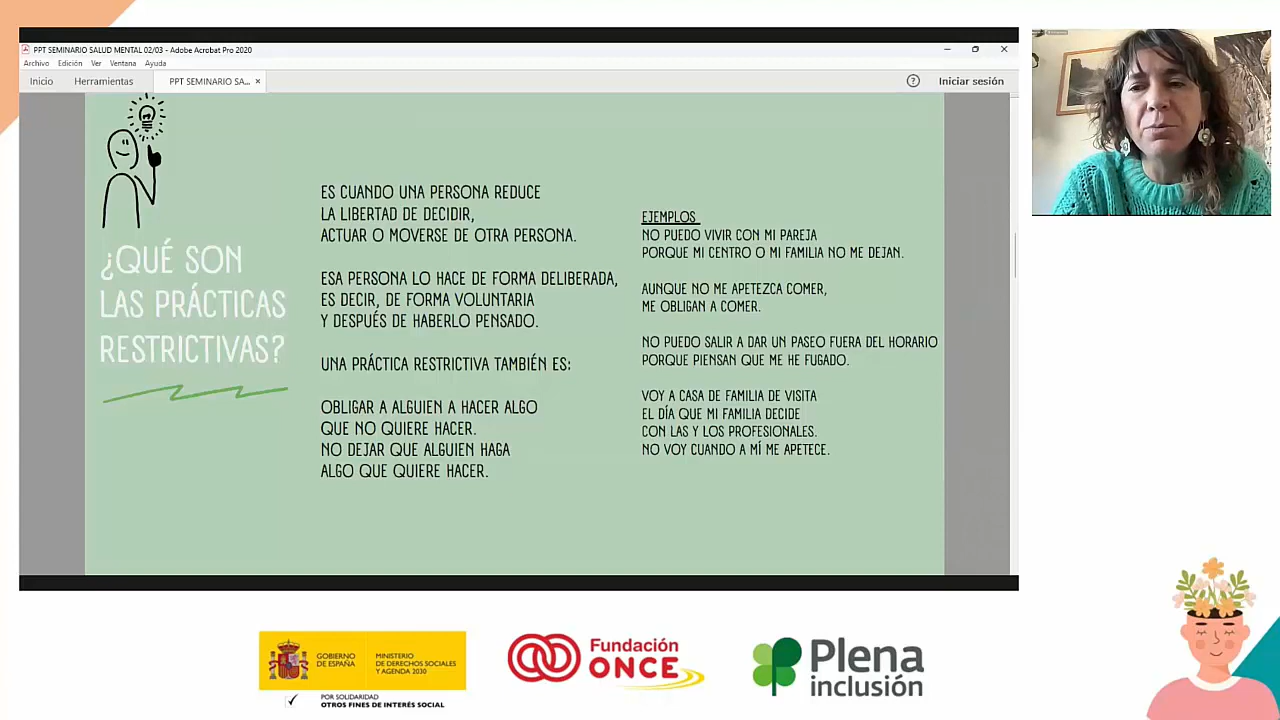 PPT SEMINARIO SALUD MENTAL 02/03 - Adobe Acrobat Pro 2020
Archivo Edición Ver Ventana Ayuda
Inicio Herramientas PPT SEMINARIO SA... × Iniciar sesión
¿QUÉ SON
LAS PRÁCTICAS
RESTRICTIVAS?
ES CUANDO UNA PERSONA REDUCE
LA LIBERTAD DE DECIDIR,
ACTUAR O MOVERSE DE OTRA PERSONA.
ESA PERSONA LO HACE DE FORMA DELIBERADA,
ES DECIR, DE FORMA VOLUNTARIA
Y DESPUÉS DE HABERLO PENSADO.
UNA PRÁCTICA RESTRICTIVA TAMBIÉN ES:
OBLIGAR A ALGUIEN A HACER ALGO
QUE NO QUIERE HACER.
NO DEJAR QUE ALGUIEN HAGA
ALGO QUE QUIERE HACER.
EJEMPLOS
NO PUEDO VIVIR CON MI PAREJA
PORQUE MI CENTRO O MI FAMILIA NO ME DEJAN.
AUNQUE NO ME APETEZCA COMER,
ME OBLIGAN A COMER.
NO PUEDO SALIR A DAR UN PASEO FUERA DEL HORARIO
PORQUE PIENSAN QUE ME HE FUGADO.
VOY A CASA DE FAMILIA DE VISITA
EL DÍA QUE MI FAMILIA DECIDE
CON LAS Y LOS PROFESIONALES.
NO VOY CUANDO A MÍ ME APETECE.
GOBIERNO
DE ESPAÑA
MINISTERIO
DE DERECHOS SOCIALES
Y AGENDA 2030
POR SOLIDARIDAD
OTROS FINES DE INTERÉS SOCIAL
Fundación
ONCE
Plena
inclusión